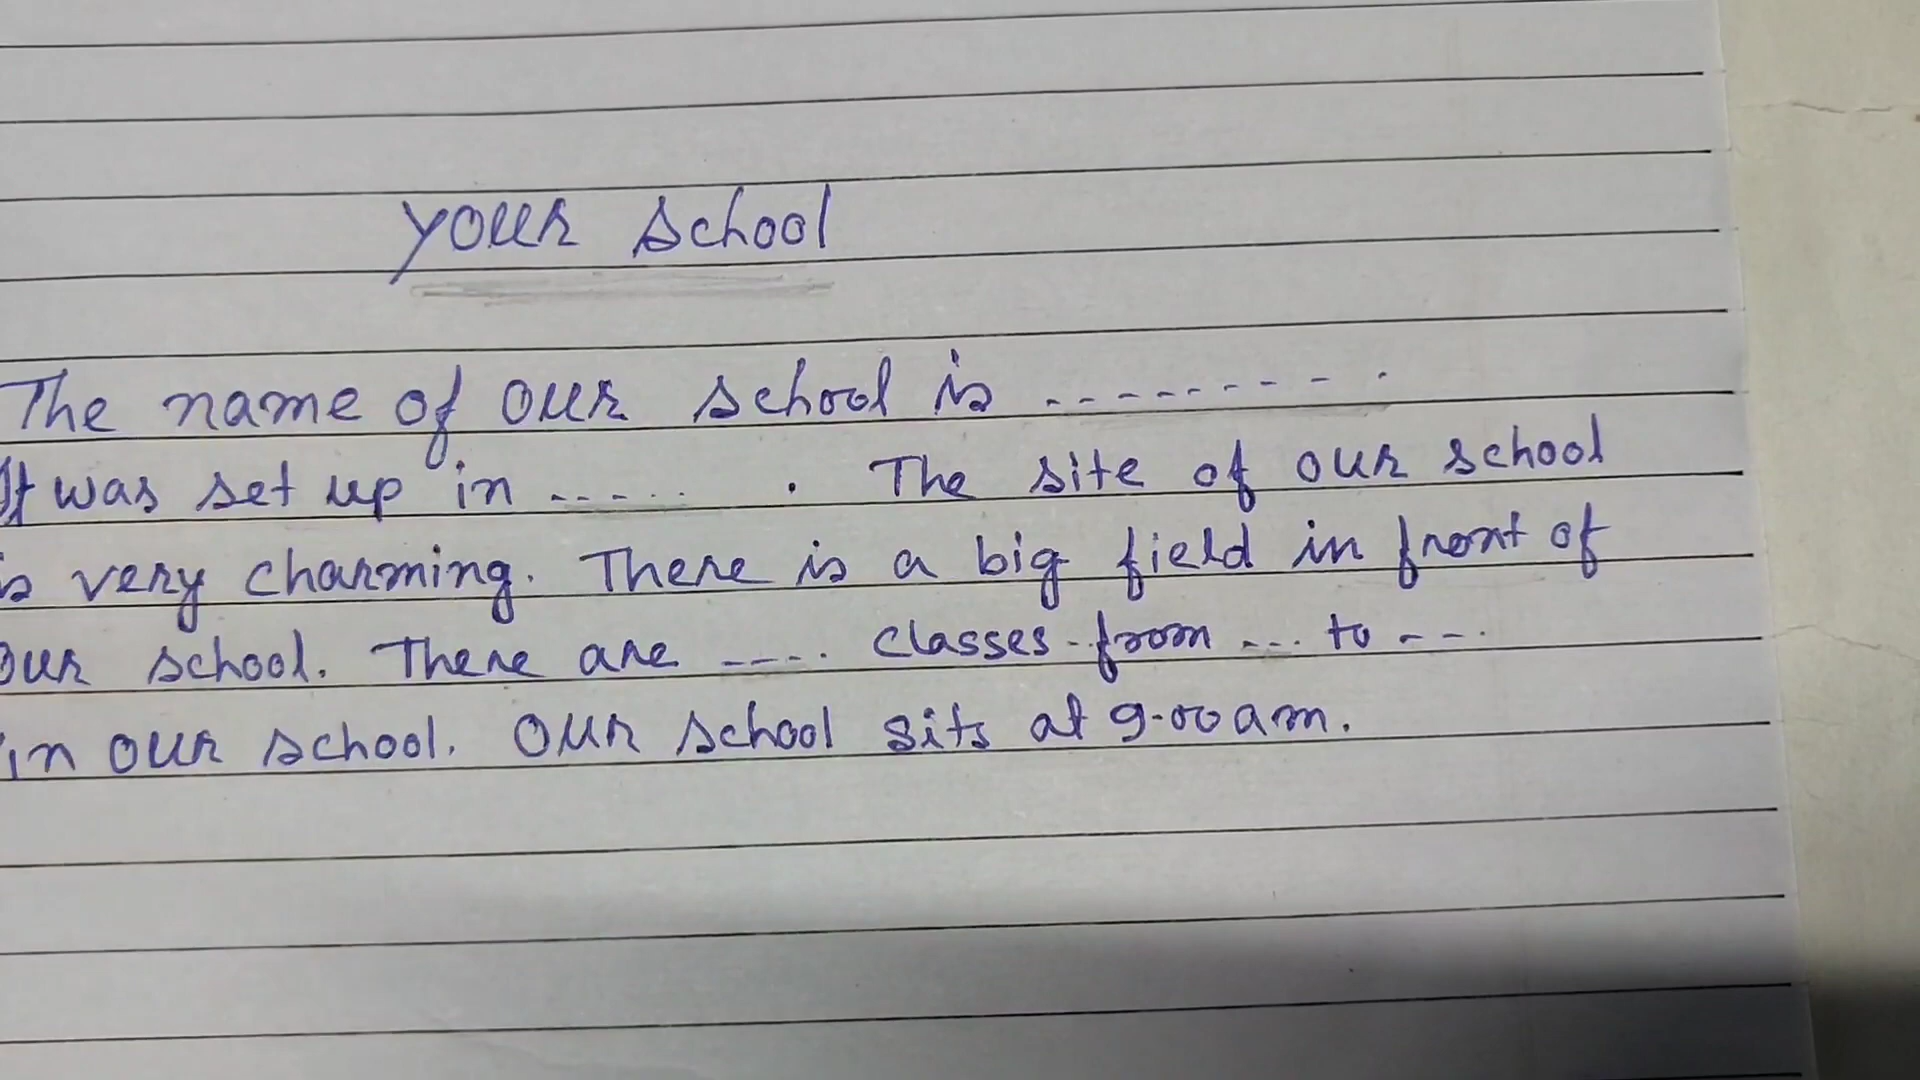 Your School
The name of our school is --------- .
It was set up in ------ . The site of our school
is very charming. There is a big field in front of
our school. There are ----. classes from ... to ---.
in our school. Our school sits at 9.00 am.